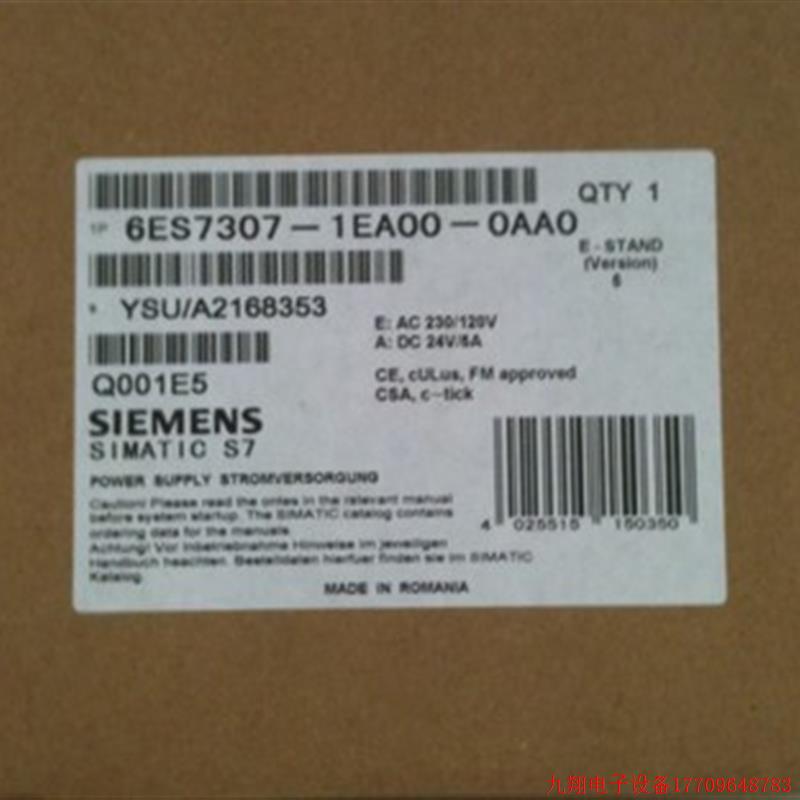 QTY 1
1P 6ES7307-1EA00-0AA0
E-STAND
(Version)
S YSU/A2168353
E: AC 230/120V
A: DC 24V/5A
Q001E5
CE, cULus, FM approved
CSA, c-tick
SIEMENS
SIMATIC S7
POWER SUPPLY STROMVERSORGUNG
Caution! Please read the ontes in the relevant manual
before system startup. The SIMATIC catalog contains
ordering data for the manuals
Achtung! Vor Inbetriebnahme Hinweise im jeweiligen
Handbuch beachten. Bestelldaten hierfuer finden sie im SIMATIC
Katalog.
4 025515 150350
MADE IN ROMANIA
九翔电子设备17709648783